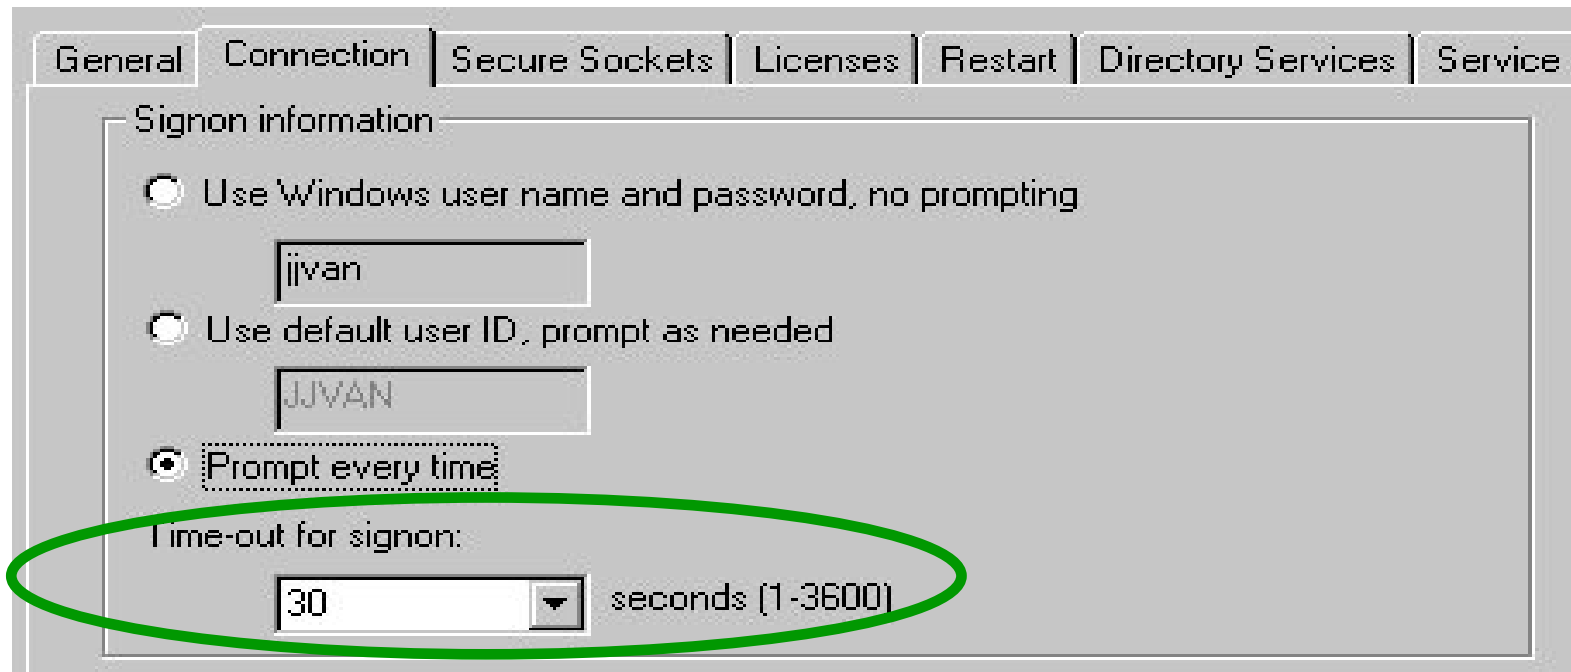 General Connection Secure Sockets Licenses Restart Directory Services Service
Signon information
Use Windows user name and password, no prompting
jjvan
Use default user ID, prompt as needed
JJVAN
Prompt every time
Time-out for signon:
30 seconds (1-3600)